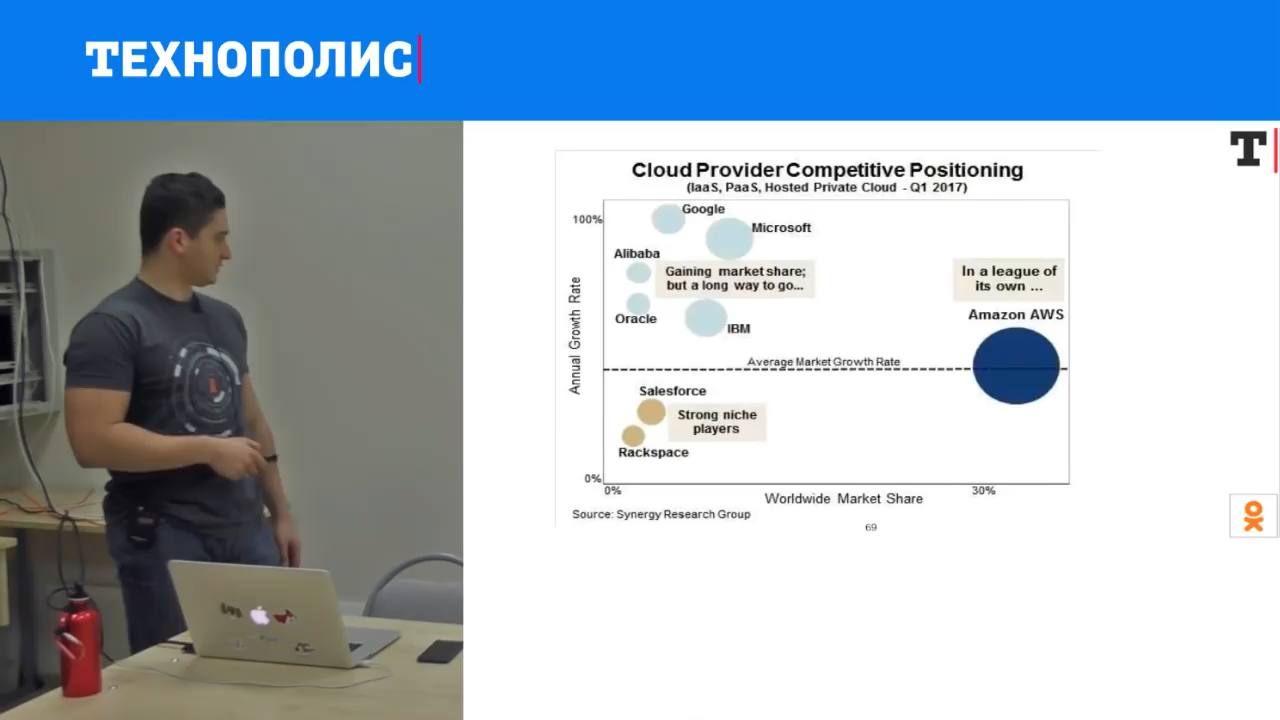 ТЕХНОПОЛИС
T
Cloud Provider Competitive Positioning
(IaaS, PaaS, Hosted Private Cloud - Q1 2017)
100%
Google
Microsoft
Alibaba
Gaining market share;
but a long way to go...
In a league of
its own ...
Oracle
IBM
Amazon AWS
Annual Growth Rate
Average Market Growth Rate
Salesforce
Strong niche
players
Rackspace
0%
0%
30%
Worldwide Market Share
Source: Synergy Research Group
69